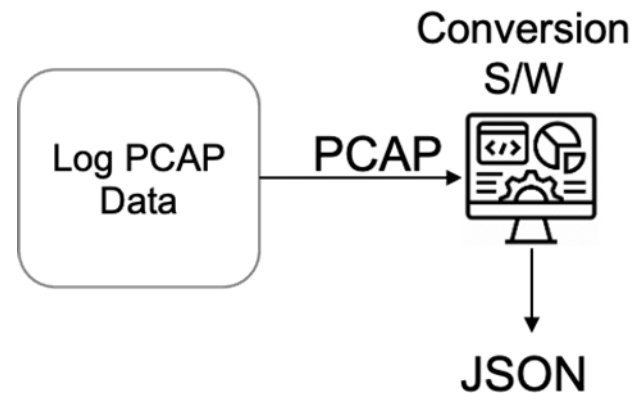 Conversion
S/W
Log PCAP
Data
PCAP
</>
JSON